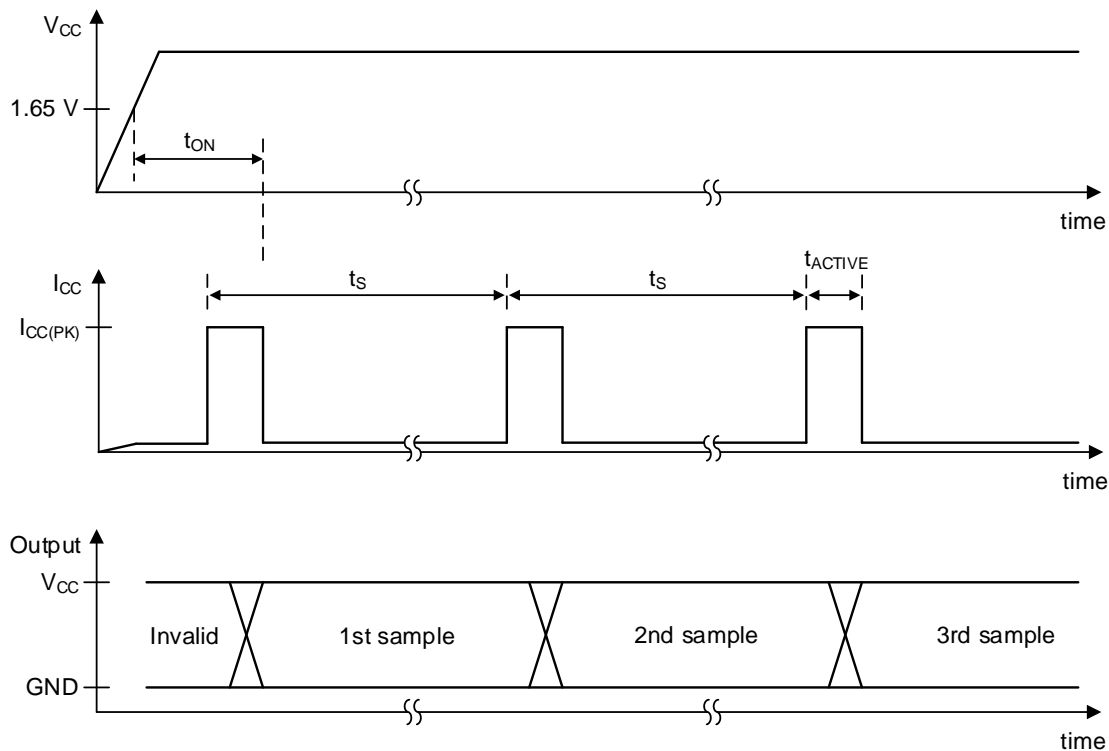 VCC
1.65 V
tON
time
ICC
tS
tS
tACTIVE
ICC(PK)
time
Output
VCC
Invalid
1st sample
2nd sample
3rd sample
GND
time